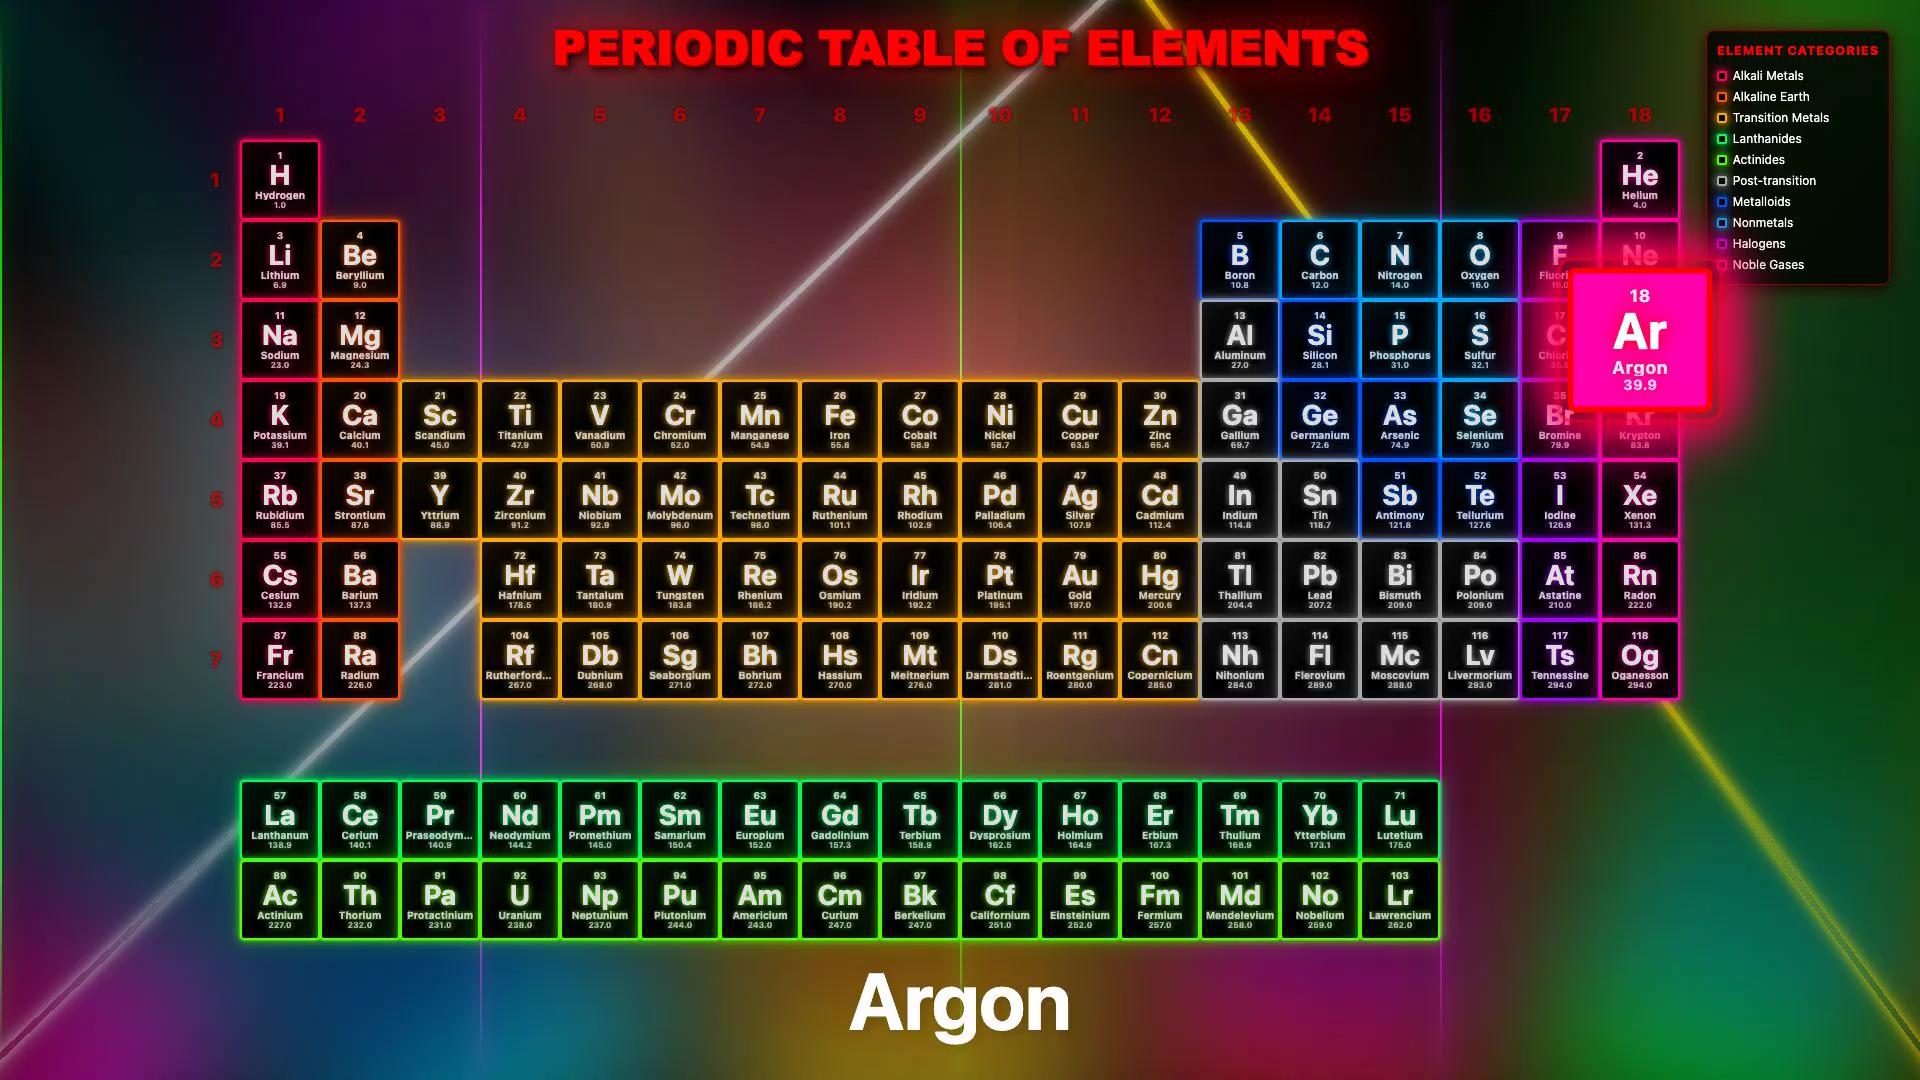 PERIODIC TABLE OF ELEMENTS
ELEMENT CATEGORIES
Alkali Metals
Alkaline Earth
Transition Metals
Lanthanides
Actinides
Post-transition
Metalloids
Nonmetals
Halogens
Noble Gases
1 2 3 4 5 6 7 8 9 10 11 12 13 14 15 16 17 18
1
1 2
H He
Hydrogen Helium
1.0 4.0
2
3 4 5 6 7 8 9 10
Li Be B C N O F Ne
Lithium Beryllium Boron Carbon Nitrogen Oxygen
6.9 9.0 10.8 12.0 14.0 16.0
3
11 12 13 14 15 16 17 18
Na Mg Al Si P S Ar
Sodium Magnesium Aluminum Silicon Phosphorus Sulfur Argon
23.0 24.3 27.0 28.1 31.0 32.1 39.9
4
19 20 21 22 23 24 25 26 27 28 29 30 31 32 33 34 35
K Ca Sc Ti V Cr Mn Fe Co Ni Cu Zn Ga Ge As Se Br Kr
Potassium Calcium Scandium Titanium Vanadium Chromium Manganese Iron Cobalt Nickel Copper Zinc Gallium Germanium Arsenic Selenium Bromine Krypton
39.1 40.1 45.0 47.9 50.9 52.0 54.9 55.8 58.9 58.7 63.5 65.4 69.7 72.6 74.9 79.0 79.9 83.8
5
37 38 39 40 41 42 43 44 45 46 47 48 49 50 51 52 53 54
Rb Sr Y Zr Nb Mo Tc Ru Rh Pd Ag Cd In Sn Sb Te I Xe
Rubidium Strontium Yttrium Zirconium Niobium Molybdenum Technetium Ruthenium Rhodium Palladium Silver Cadmium Indium Tin Antimony Tellurium Iodine Xenon
85.5 87.6 88.9 91.2 92.9 96.0 98.0 101.1 102.9 106.4 107.9 112.4 114.8 118.7 121.8 127.6 126.9 131.3
6
55 56 72 73 74 75 76 77 78 79 80 81 82 83 84 85 86
Cs Ba Hf Ta W Re Os Ir Pt Au Hg Tl Pb Bi Po At Rn
Cesium Barium Hafnium Tantalum Tungsten Rhenium Osmium Iridium Platinum Gold Mercury Thallium Lead Bismuth Polonium Astatine Radon
132.9 137.3 178.5 180.9 183.8 186.2 190.2 192.2 195.1 197.0 200.6 204.4 207.2 209.0 209.0 210.0 222.0
7
87 88 104 105 106 107 108 109 110 111 112 113 114 115 116 117 118
Fr Ra Rf Db Sg Bh Hs Mt Ds Rg Cn Nh Fl Mc Lv Ts Og
Francium Radium Rutherford... Dubnium Seaborgium Bohrium Hassium Meitnerium Darmstadti... Roentgenium Copernicium Nihonium Flerovium Moscovium Livermorium Tennessine Oganesson
223.0 226.0 267.0 268.0 271.0 272.0 270.0 276.0 281.0 280.0 285.0 284.0 289.0 288.0 293.0 294.0 294.0
57 58 59 60 61 62 63 64 65 66 67 68 69 70 71
La Ce Pr Nd Pm Sm Eu Gd Tb Dy Ho Er Tm Yb Lu
Lanthanum Cerium Praseodym... Neodymium Promethium Samarium Europium Gadolinium Terbium Dysprosium Holmium Erbium Thulium Ytterbium Lutetium
138.9 140.1 140.9 144.2 145.0 150.4 152.0 157.3 158.9 162.5 164.9 167.3 168.9 173.1 175.0
89 90 91 92 93 94 95 96 97 98 99 100 101 102 103
Ac Th Pa U Np Pu Am Cm Bk Cf Es Fm Md No Lr
Actinium Thorium Protactinium Uranium Neptunium Plutonium Americium Curium Berkelium Californium Einsteinium Fermium Mendelevium Nobelium Lawrencium
227.0 232.0 231.0 238.0 237.0 244.0 243.0 247.0 247.0 251.0 252.0 257.0 258.0 259.0 262.0
Argon